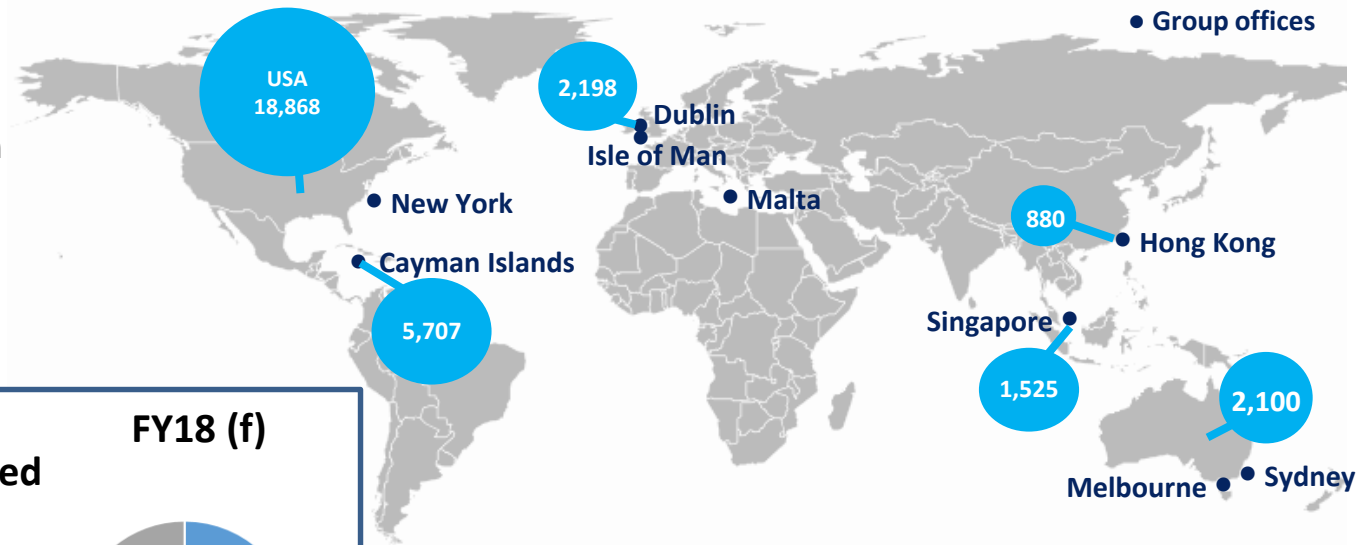 • Group offices
USA
18,868
2,198
Dublin
Isle of Man
New York
Malta
880
Hong Kong
Cayman Islands
5,707
Singapore
1,525
2,100
Melbourne
Sydney
FY18 (f)